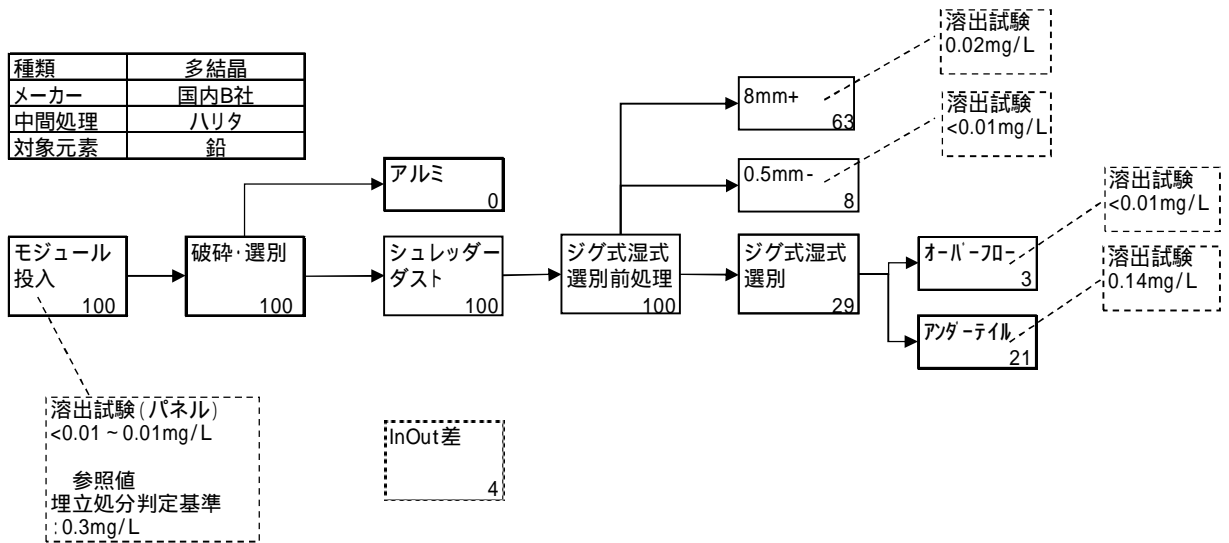 種類 多結晶
メーカー 国内B社
中間処理 ハリタ
対象元素 鉛
溶出試験
0.02mg/L
8mm+
63
溶出試験
<0.01mg/L
0.5mm-
8
アルミ
0
モジュール
投入
100
破砕・選別
100
シュレッダー
ダスト
100
ジグ式湿式
選別前処理
100
ジグ式湿式
選別
29
オーバーフロー
3
溶出試験
<0.01mg/L
アンダーテイル
21
溶出試験
0.14mg/L
溶出試験(パネル)
<0.01~0.01mg/L
参照値
埋立処分判定基準
:0.3mg/L
InOut差
4